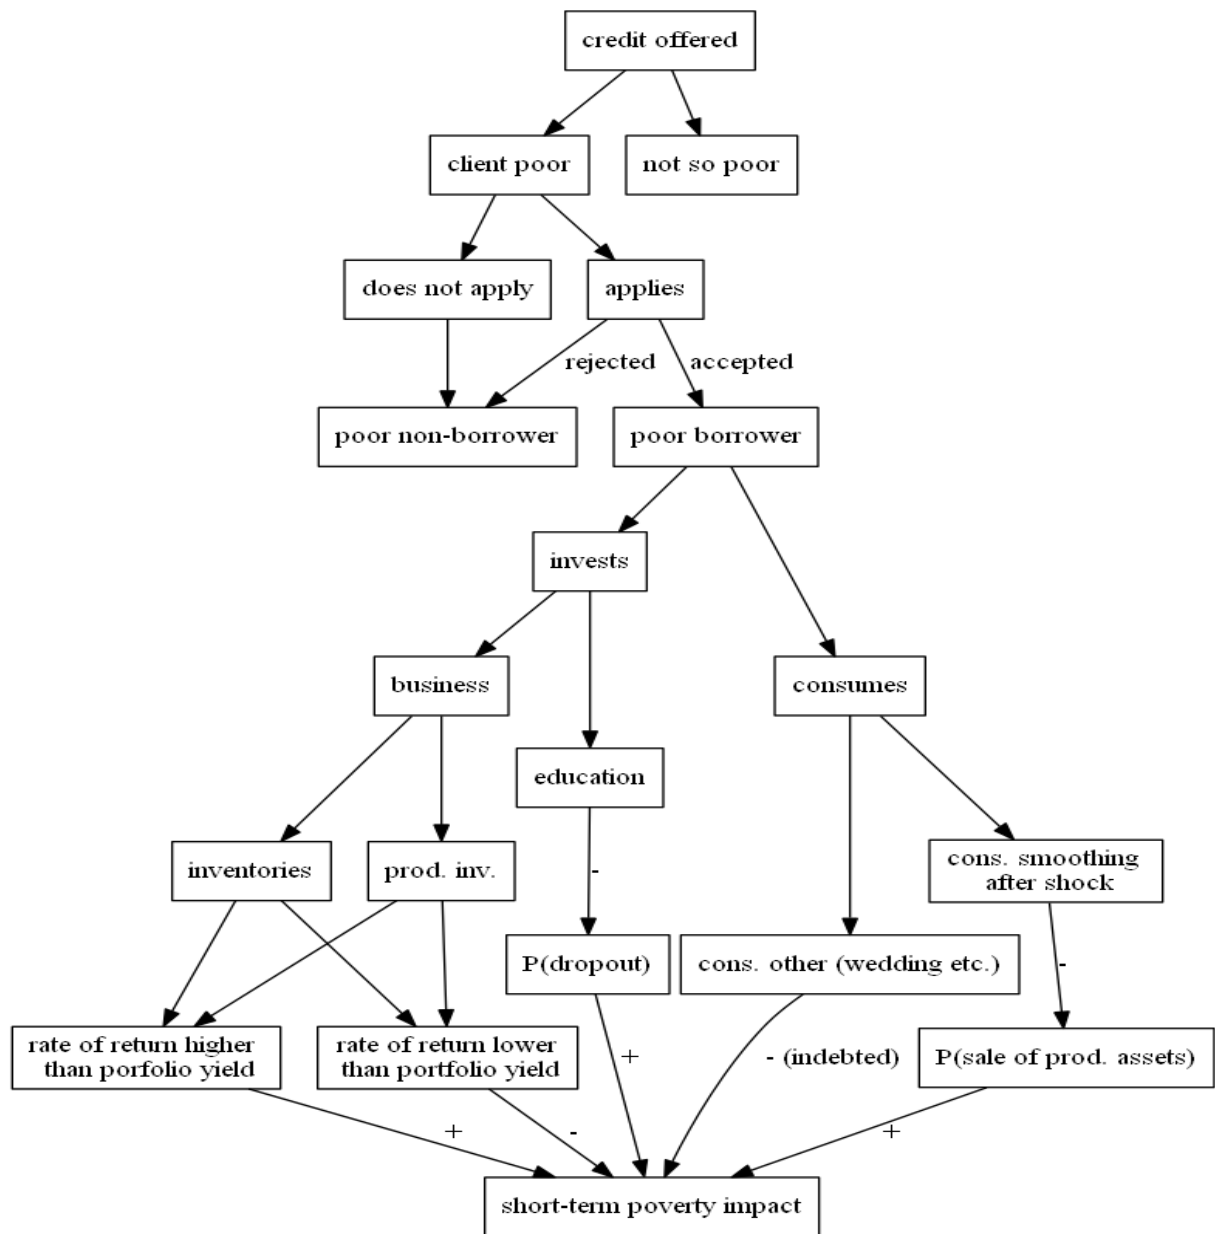 credit offered
client poor
not so poor
does not apply
applies
rejected
accepted
poor non-borrower
poor borrower
invests
business
consumes
education
inventories
prod. inv.
-
cons. smoothing
after shock
P(dropout)
cons. other (wedding etc.)
-
rate of return higher
than porfolio yield
rate of return lower
than portfolio yield
+
- (indebted)
P(sale of prod. assets)
+
-
+
short-term poverty impact